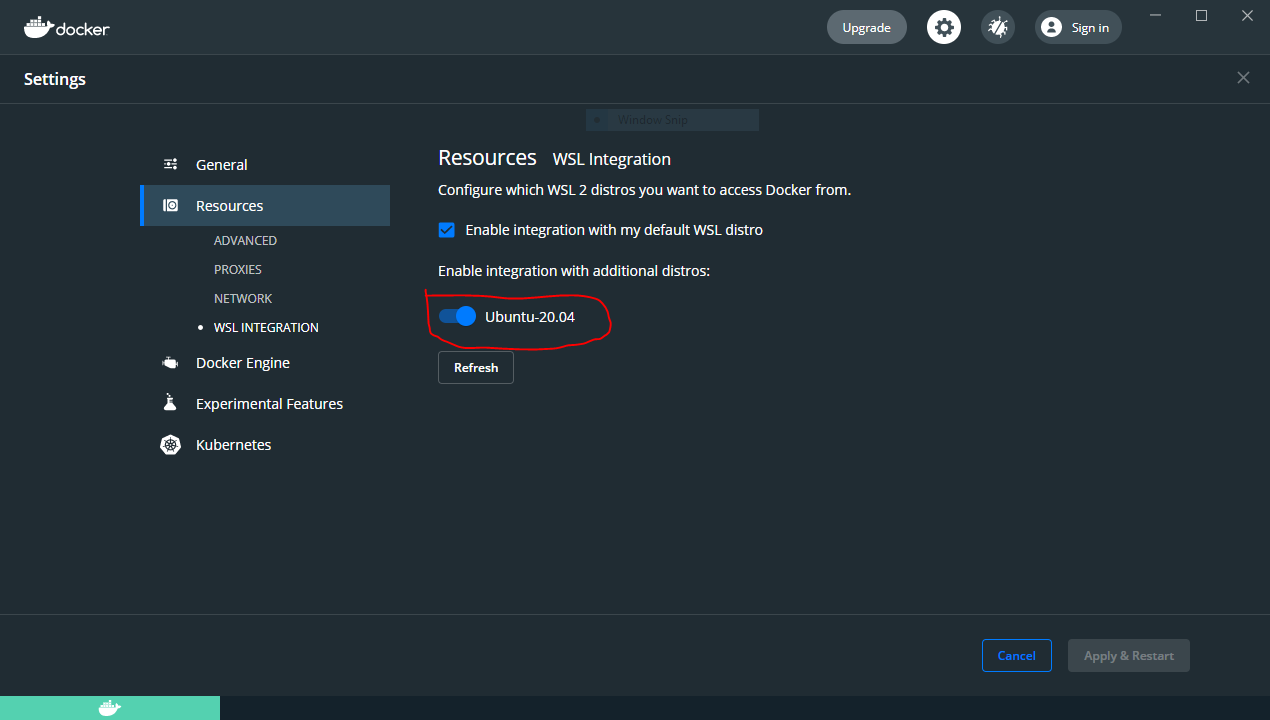 docker
Upgrade
Sign in
Settings
Window Snip
General
Resources
ADVANCED
PROXIES
NETWORK
WSL INTEGRATION
Docker Engine
Experimental Features
Kubernetes
Resources WSL Integration
Configure which WSL 2 distros you want to access Docker from.
Enable integration with my default WSL distro
Enable integration with additional distros:
Ubuntu-20.04
Refresh
Cancel
Apply & Restart